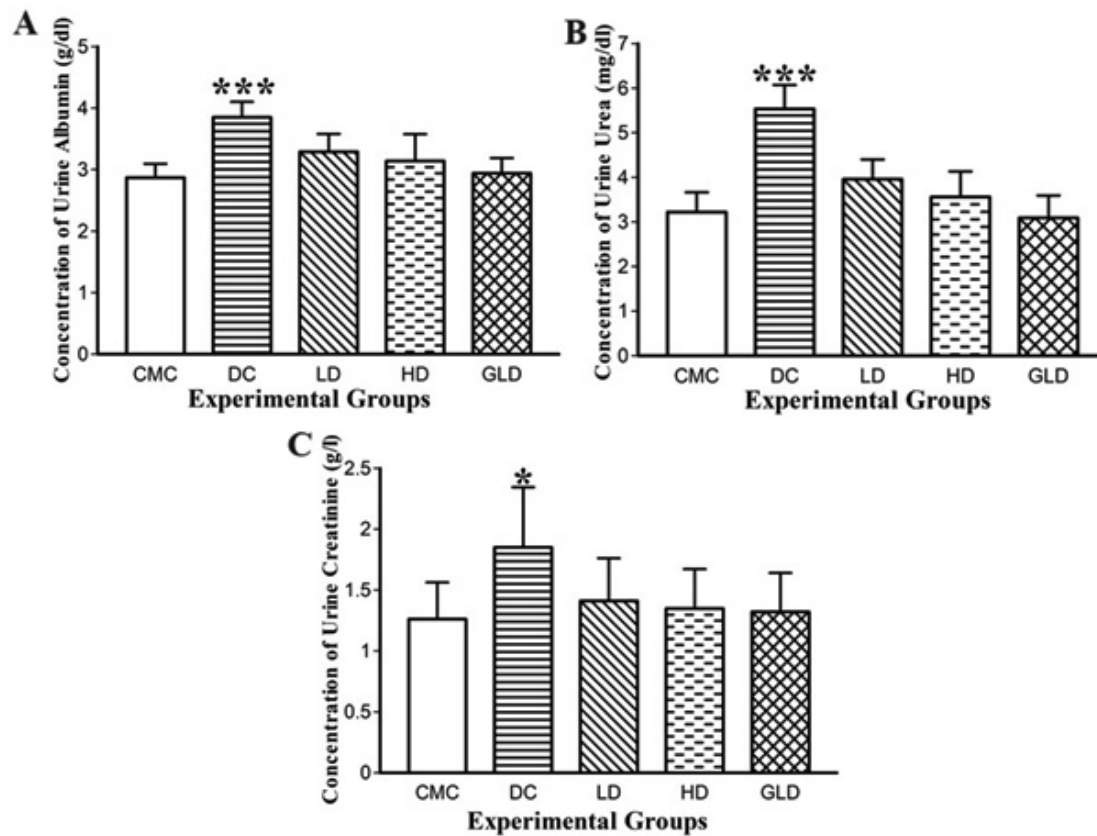 A
Concentration of Urine Albumin (g/dl)
5
4
3
2
1
0
***
CMC DC LD HD GLD
Experimental Groups
B
Concentration of Urine Urea (mg/dl)
7
6
5
4
3
2
1
0
***
CMC DC LD HD GLD
Experimental Groups
C
Concentration of Urine Creatinine (g/l)
2.5
2
1.5
1
0.5
0
*
CMC DC LD HD GLD
Experimental Groups